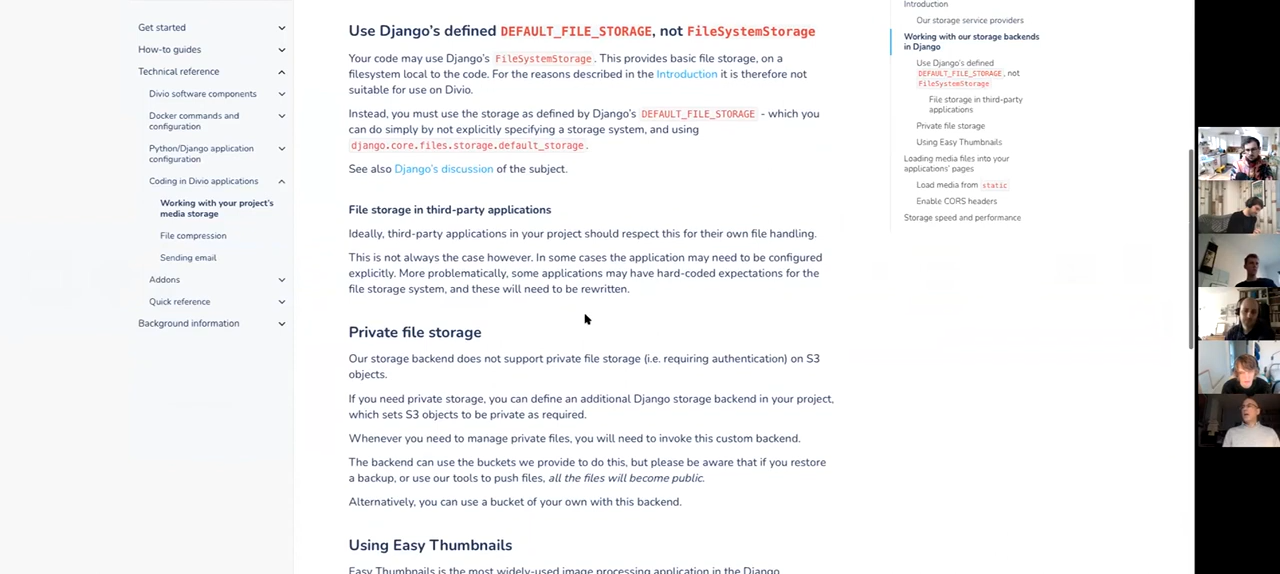 Get started
How-to guides
Technical reference
Divio software components
Docker commands and
configuration
Python/Django application
configuration
Coding in Divio applications
Working with your project's
media storage
File compression
Sending email
Addons
Quick reference
Background information
Use Django's defined DEFAULT_FILE_STORAGE, not FileSystemStorage
Your code may use Django's FileSystemStorage. This provides basic file storage, on a
filesystem local to the code. For the reasons described in the Introduction it is therefore not
suitable for use on Divio.
Instead, you must use the storage as defined by Django's DEFAULT_FILE_STORAGE - which you
can do simply by not explicitly specifying a storage system, and using
django.core.files.storage.default_storage.
See also Django's discussion of the subject.
File storage in third-party applications
Ideally, third-party applications in your project should respect this for their own file handling.
This is not always the case however. In some cases the application may need to be configured
explicitly. More problematically, some applications may have hard-coded expectations for the
file storage system, and these will need to be rewritten.
Private file storage
Our storage backend does not support private file storage (i.e. requiring authentication) on S3
objects.
If you need private storage, you can define an additional Django storage backend in your project,
which sets S3 objects to be private as required.
Whenever you need to manage private files, you will need to invoke this custom backend.
The backend can use the buckets we provide to do this, but please be aware that if you restore
a backup, or use our tools to push files, all the files will become public.
Alternatively, you can use a bucket of your own with this backend.
Using Easy Thumbnails
Easy Thumbnails is the most widely-used image processing application in the Django
Introduction
Our storage service providers
Working with our storage backends
in Django
Use Django's defined
DEFAULT_FILE_STORAGE, not
FileSystemStorage
File storage in third-party
applications
Private file storage
Using Easy Thumbnails
Loading media files into your
applications' pages
Load media from static
Enable CORS headers
Storage speed and performance